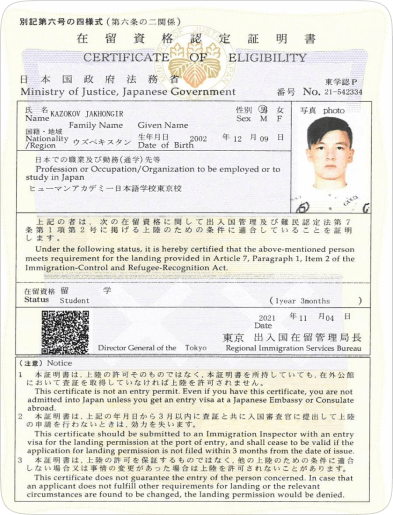 別記第六号の四様式（第六条の二関係）
在留資格認定証明書
CERTIFICATE OF ELIGIBILITY
日本国政府法務省
東学認P
Ministry of Justice, Japanese Government
番号 No. 21-542334
氏名 KAZOKOV JAKHONGIR
性別 男 女
写真 photo
Name Family Name Given Name
Sex M F
国籍・地域 生年月日 2002 年 12 月 09 日
Nationality ウズベキスタン Date of Birth
/Region
日本での職業及び勤務(通学)先等
Profession or Occupation/Organization to be employed or to
study in Japan
ヒューマンアカデミー日本語学校東京校
上記の者は、次の在留資格に関して出入国管理及び難民認定法第７
条第１項第２号に掲げる上陸のための条件に適合していることを証明
します。
Under the following status, it is hereby certified that the above-mentioned person
meets requirement for the landing provided in Article 7, Paragraph 1, Item 2 of the
Immigration-Control and Refugee-Recognition Act.
在留資格 留 学
Status Student (1year 3months )
2021 年 11 月 04 日
Date
東京 出入国在留管理局長
Director General of the Tokyo Regional Immigration Services Bureau
(注意) Notice
1 本証明書は、上陸の許可そのものではなく、本証明書を所持していても、在外公館
において査証を取得していなければ上陸を許可されません。
This certificate is not an entry permit. Even if you have this certificate, you are not
admitted into Japan unless you get an entry visa at a Japanese Embassy or Consulate
abroad.
2 本証明書は、上記の年月日から３月以内に査証と共に入国審査官に提出して上陸
の申請を行わないときは、効力を失います。
This certificate should be submitted to an Immigration Inspector with an entry
visa for the landing permission at the port of entry, and shall cease to be valid if the
application for landing permission is not filed within 3 months from the date of issue.
3 本証明書は、上陸の許可を保証するものではなく、他の上陸のための条件に適合
しない場合又は事情の変更があった場合は上陸を許可されないことがあります。
This certificate does not guarantee the entry of the person concerned. In case that
an applicant does not fulfill other requirements for landing or the relevant
circumstances are found to be changed, the landing permission would be denied.